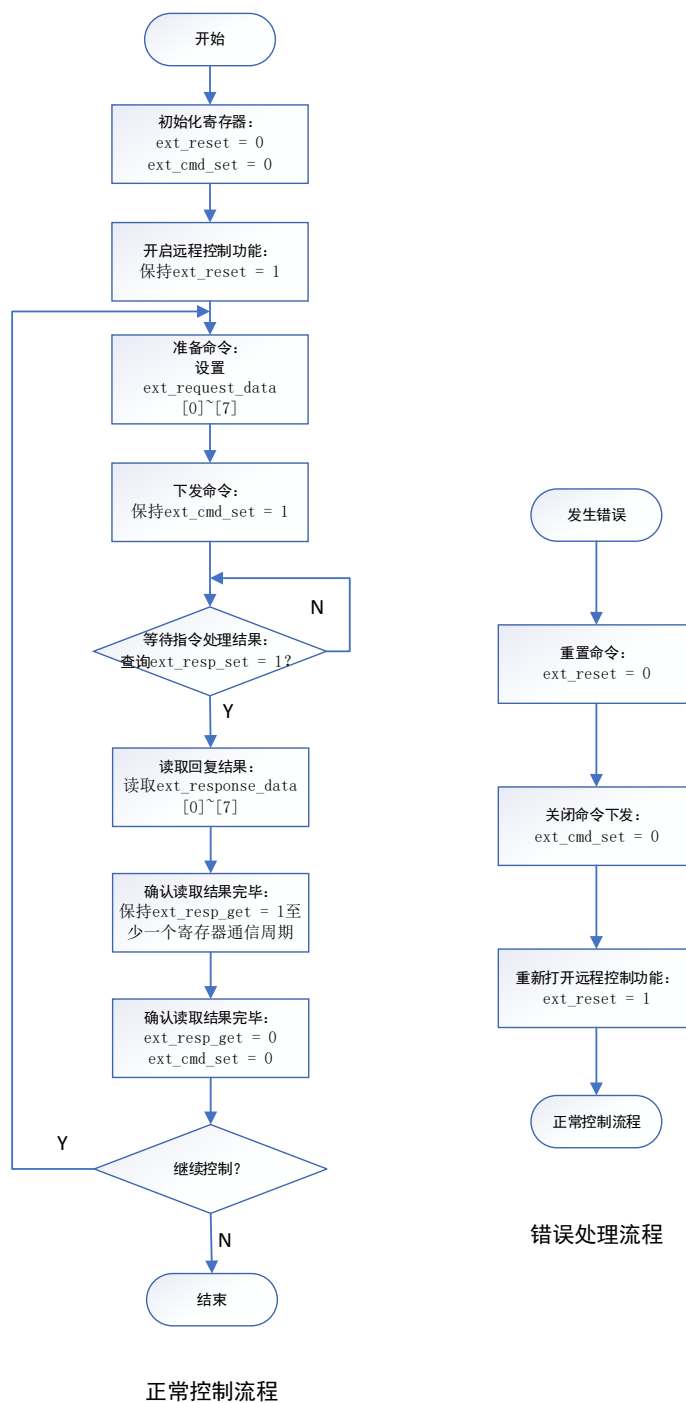 开始
初始化寄存器：
ext_reset = 0
ext_cmd_set = 0
开启远程控制功能：
保持ext_reset = 1
准备命令：
设置
ext_request_data
[0]~[7]
下发命令：
保持ext_cmd_set = 1
N
等待指令处理结果：
查询ext_resp_set = 1?
Y
读取回复结果：
读取ext_response_data
[0]~[7]
确认读取结果完毕：
保持ext_resp_get = 1至
少一个寄存器通信周期
确认读取结果完毕：
ext_resp_get = 0
ext_cmd_set = 0
Y
继续控制？
N
结束
正常控制流程
发生错误
重置命令：
ext_reset = 0
关闭命令下发：
ext_cmd_set = 0
重新打开远程控制功能：
ext_reset = 1
正常控制流程
错误处理流程